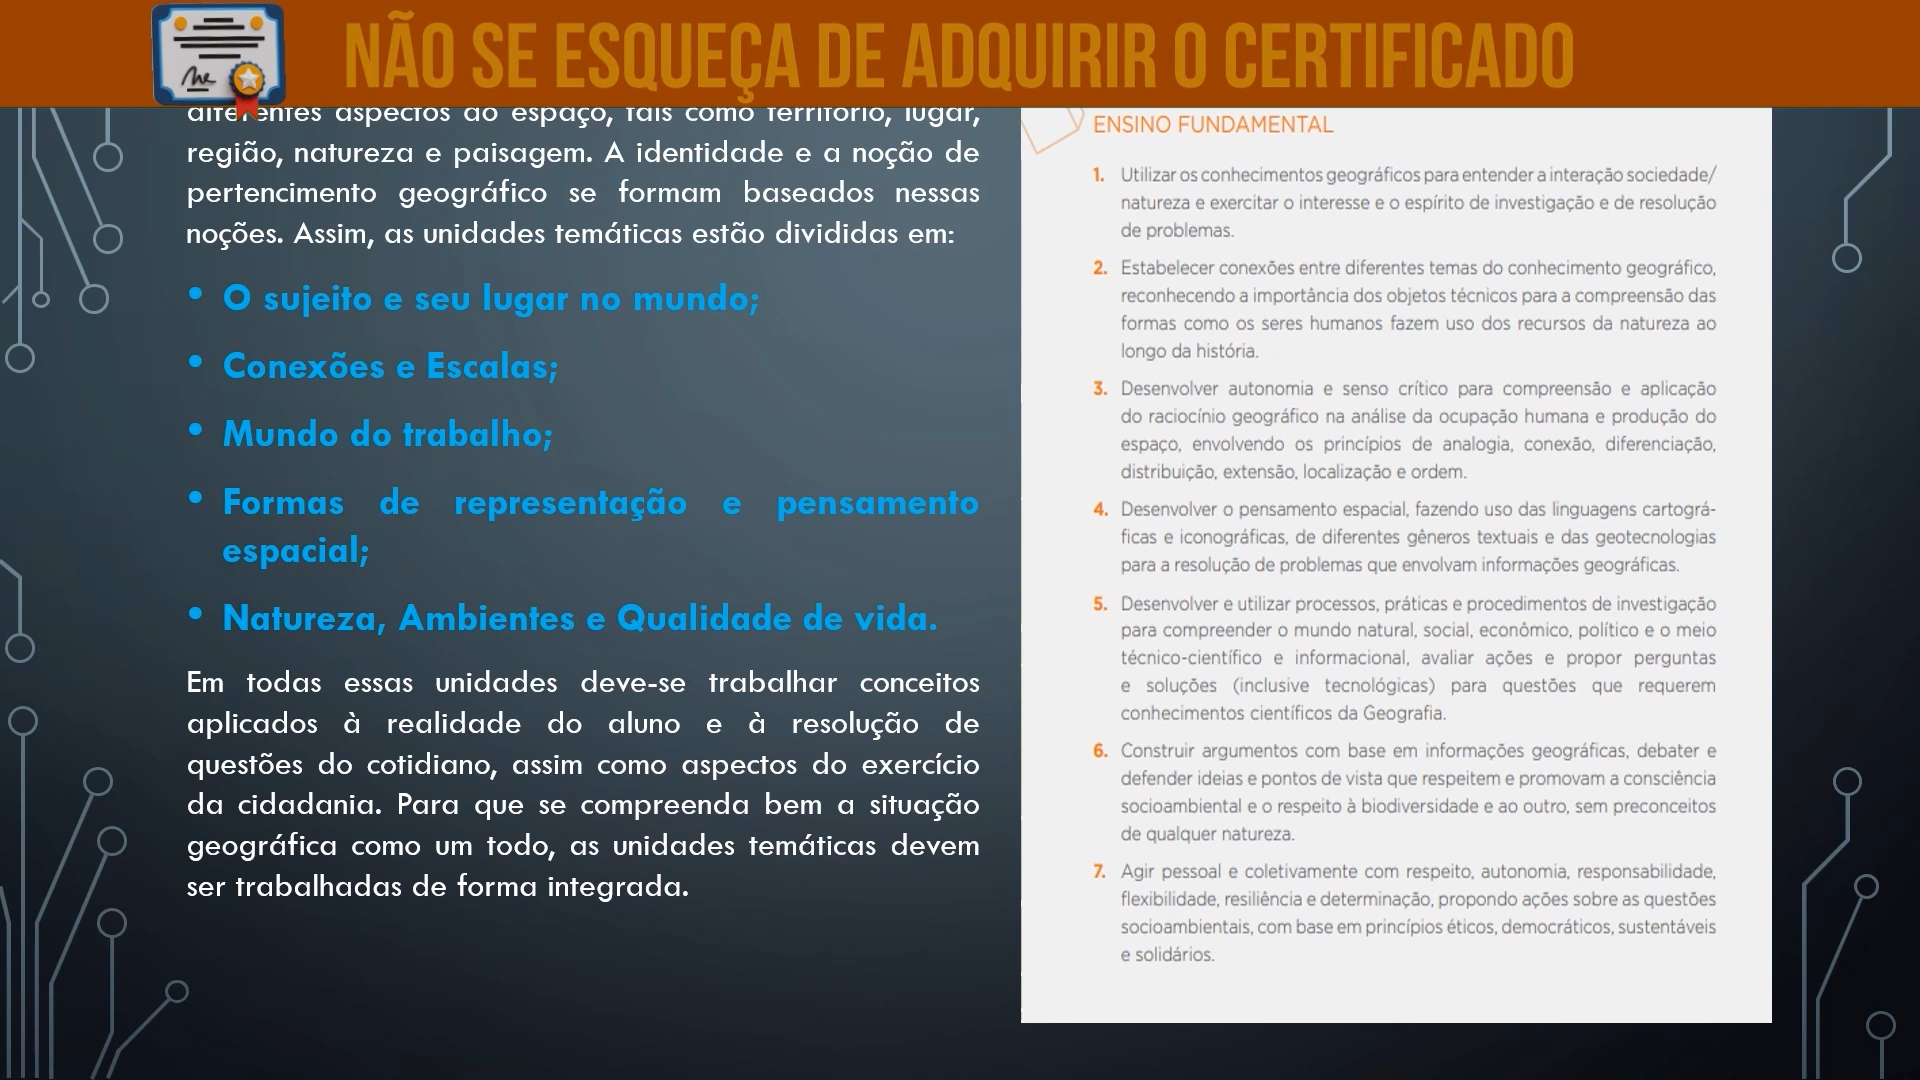 NÃO SE ESQUEÇA DE ADQUIRIR O CERTIFICADO
diferentes aspectos do espaço, tais como território, lugar,
região, natureza e paisagem. A identidade e a noção de
pertencimento geográfico se formam baseados nessas
noções. Assim, as unidades temáticas estão divididas em:
• O sujeito e seu lugar no mundo;
• Conexões e Escalas;
• Mundo do trabalho;
• Formas de representação e pensamento
espacial;
• Natureza, Ambientes e Qualidade de vida.
Em todas essas unidades deve-se trabalhar conceitos
aplicados à realidade do aluno e à resolução de
questões do cotidiano, assim como aspectos do exercício
da cidadania. Para que se compreenda bem a situação
geográfica como um todo, as unidades temáticas devem
ser trabalhadas de forma integrada.
ENSINO FUNDAMENTAL
1. Utilizar os conhecimentos geográficos para entender a interação sociedade/
natureza e exercitar o interesse e o espírito de investigação e de resolução
de problemas.
2. Estabelecer conexões entre diferentes temas do conhecimento geográfico,
reconhecendo a importância dos objetos técnicos para a compreensão das
formas como os seres humanos fazem uso dos recursos da natureza ao
longo da história.
3. Desenvolver autonomia e senso crítico para compreensão e aplicação
do raciocínio geográfico na análise da ocupação humana e produção do
espaço, envolvendo os princípios de analogia, conexão, diferenciação,
distribuição, extensão, localização e ordem.
4. Desenvolver o pensamento espacial, fazendo uso das linguagens cartográ-
ficas e iconográficas, de diferentes gêneros textuais e das geotecnologias
para a resolução de problemas que envolvam informações geográficas.
5. Desenvolver e utilizar processos, práticas e procedimentos de investigação
para compreender o mundo natural, social, econômico, político e o meio
técnico-científico e informacional, avaliar ações e propor perguntas
e soluções (inclusive tecnológicas) para questões que requerem
conhecimentos científicos da Geografia.
6. Construir argumentos com base em informações geográficas, debater e
defender ideias e pontos de vista que respeitem e promovam a consciência
socioambiental e o respeito à biodiversidade e ao outro, sem preconceitos
de qualquer natureza.
7. Agir pessoal e coletivamente com respeito, autonomia, responsabilidade,
flexibilidade, resiliência e determinação, propondo ações sobre as questões
socioambientais, com base em princípios éticos, democráticos, sustentáveis
e solidários.